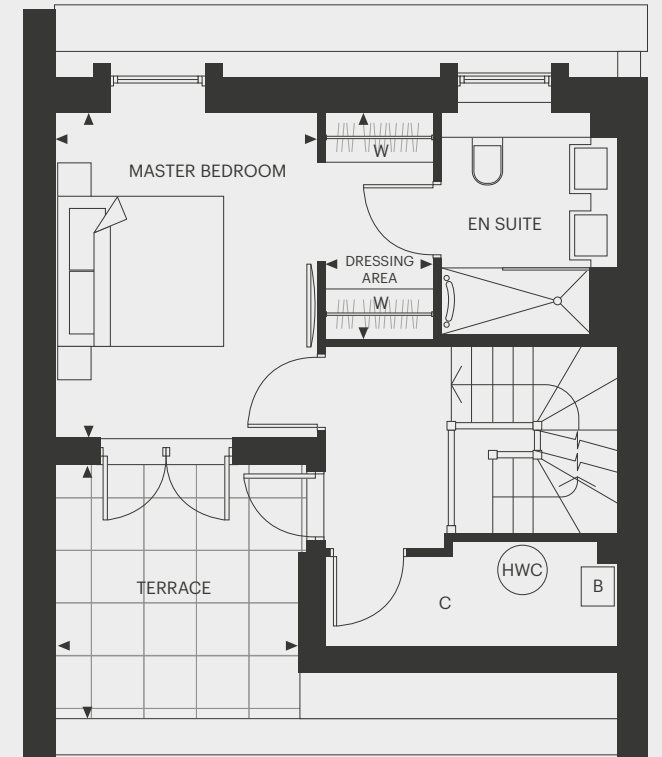 W
MASTER BEDROOM
EN SUITE
DRESSING
AREA
W
HWC
TERRACE
B
C